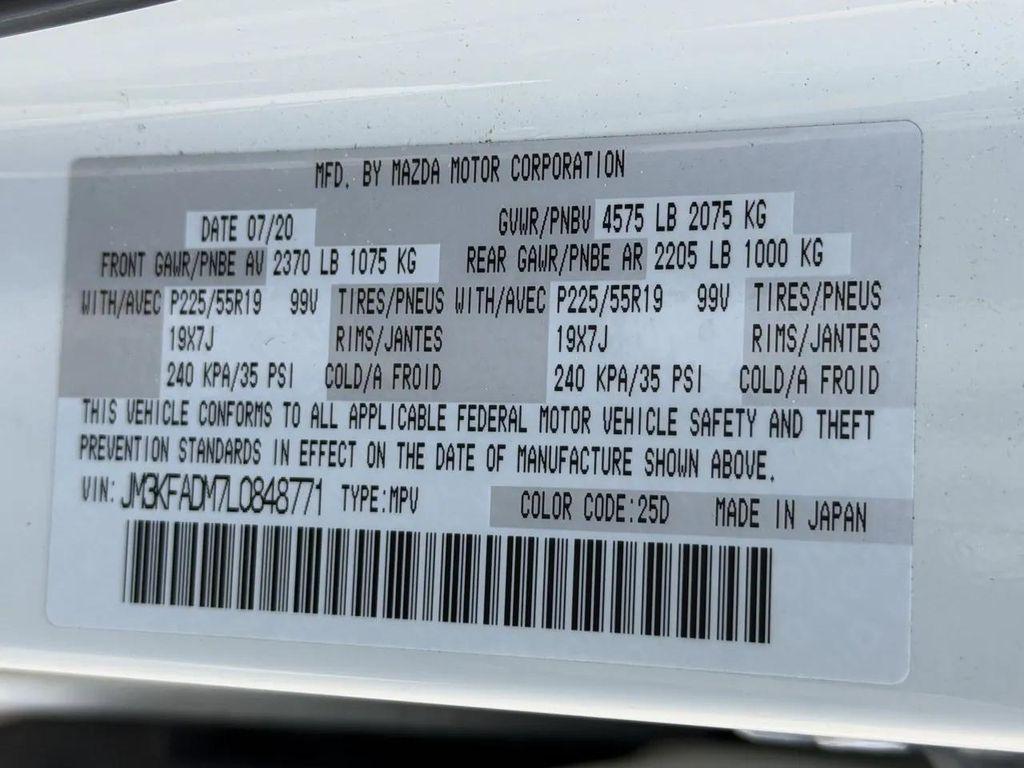 MFD. BY MAZDA MOTOR CORPORATION
DATE 07/20 GVWR/PNBV 4575 LB 2075 KG
FRONT GAWR/PNBE AV 2370 LB 1075 KG REAR GAWR/PNBE AR 2205 LB 1000 KG
WITH/AVEC P225/55R19 99V TIRES/PNEUS WITH/AVEC P225/55R19 99V TIRES/PNEUS
19X7J RIMS/JANTES 19X7J RIMS/JANTES
240 KPA/35 PSI COLD/A FROID 240 KPA/35 PSI COLD/A FROID
THIS VEHICLE CONFORMS TO ALL APPLICABLE FEDERAL MOTOR VEHICLE SAFETY AND THEFT
PREVENTION STANDARDS IN EFFECT ON THE DATE OF MANUFACTURE SHOWN ABOVE.
VIN: JM3KFADM7L0848771 TYPE:MPV COLOR CODE:25D MADE IN JAPAN